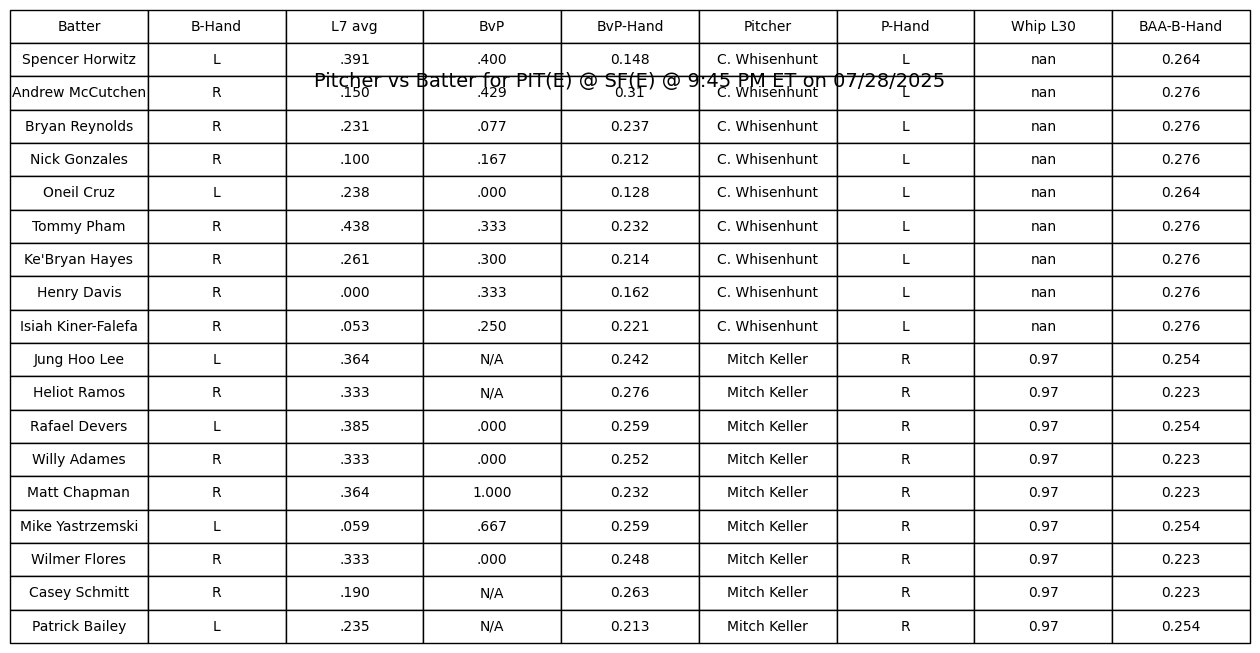 Batter B-Hand L7 avg BvP BvP-Hand Pitcher P-Hand Whip L30 BAA-B-Hand
Spencer Horwitz L .391 .400 0.148 C. Whisenhunt L nan 0.264
Pitcher vs Batter for PIT(E) @ SF(E) @ 9:45 PM ET on 07/28/2025
Andrew McCutchen R .150 .429 0.31 C. Whisenhunt L nan 0.276
Bryan Reynolds R .231 .077 0.237 C. Whisenhunt L nan 0.276
Nick Gonzales R .100 .167 0.212 C. Whisenhunt L nan 0.276
Oneil Cruz L .238 .000 0.128 C. Whisenhunt L nan 0.264
Tommy Pham R .438 .333 0.232 C. Whisenhunt L nan 0.276
Ke'Bryan Hayes R .261 .300 0.214 C. Whisenhunt L nan 0.276
Henry Davis R .000 .333 0.162 C. Whisenhunt L nan 0.276
Isiah Kiner-Falefa R .053 .250 0.221 C. Whisenhunt L nan 0.276
Jung Hoo Lee L .364 N/A 0.242 Mitch Keller R 0.97 0.254
Heliot Ramos R .333 N/A 0.276 Mitch Keller R 0.97 0.223
Rafael Devers L .385 .000 0.259 Mitch Keller R 0.97 0.254
Willy Adames R .333 .000 0.252 Mitch Keller R 0.97 0.223
Matt Chapman R .364 1.000 0.232 Mitch Keller R 0.97 0.223
Mike Yastrzemski L .059 .667 0.259 Mitch Keller R 0.97 0.254
Wilmer Flores R .333 .000 0.248 Mitch Keller R 0.97 0.223
Casey Schmitt R .190 N/A 0.263 Mitch Keller R 0.97 0.223
Patrick Bailey L .235 N/A 0.213 Mitch Keller R 0.97 0.254